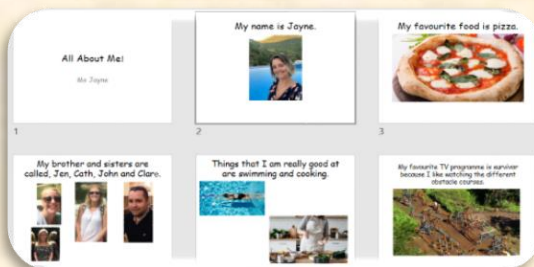 All About Me!
Ms Jayne
1
My name is Jayne.
2
My favourite food is pizza.
3
My brother and sisters are
called, Jen, Cath, John and Clare.
Things that I am really good at
are swimming and cooking.
My favourite TV programme is survivor
because I like watching the different
obstacle courses.